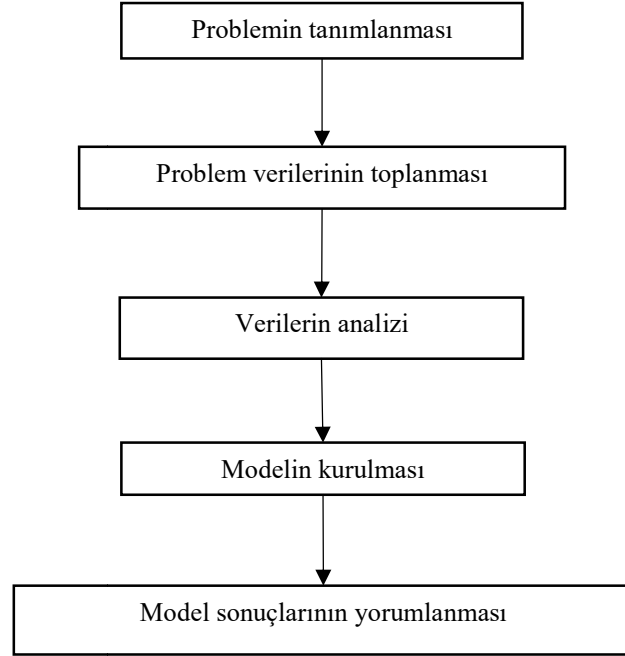 Problemin tanımlanması
Problem verilerinin toplanması
Verilerin analizi
Modelin kurulması
Model sonuçlarının yorumlanması